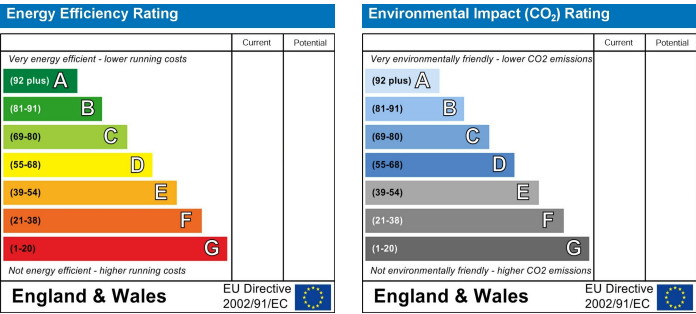 Energy Efficiency Rating
Current Potential
Very energy efficient - lower running costs
(92 plus) A
(81-91) B
(69-80) C
(55-68) D
(39-54) E
(21-38) F
(1-20) G
Not energy efficient - higher running costs
England & Wales
EU Directive
2002/91/EC
Environmental Impact (CO₂) Rating
Current Potential
Very environmentally friendly - lower CO2 emissions
(92 plus) A
(81-91) B
(69-80) C
(55-68) D
(39-54) E
(21-38) F
(1-20) G
Not environmentally friendly - higher CO2 emissions
England & Wales
EU Directive
2002/91/EC